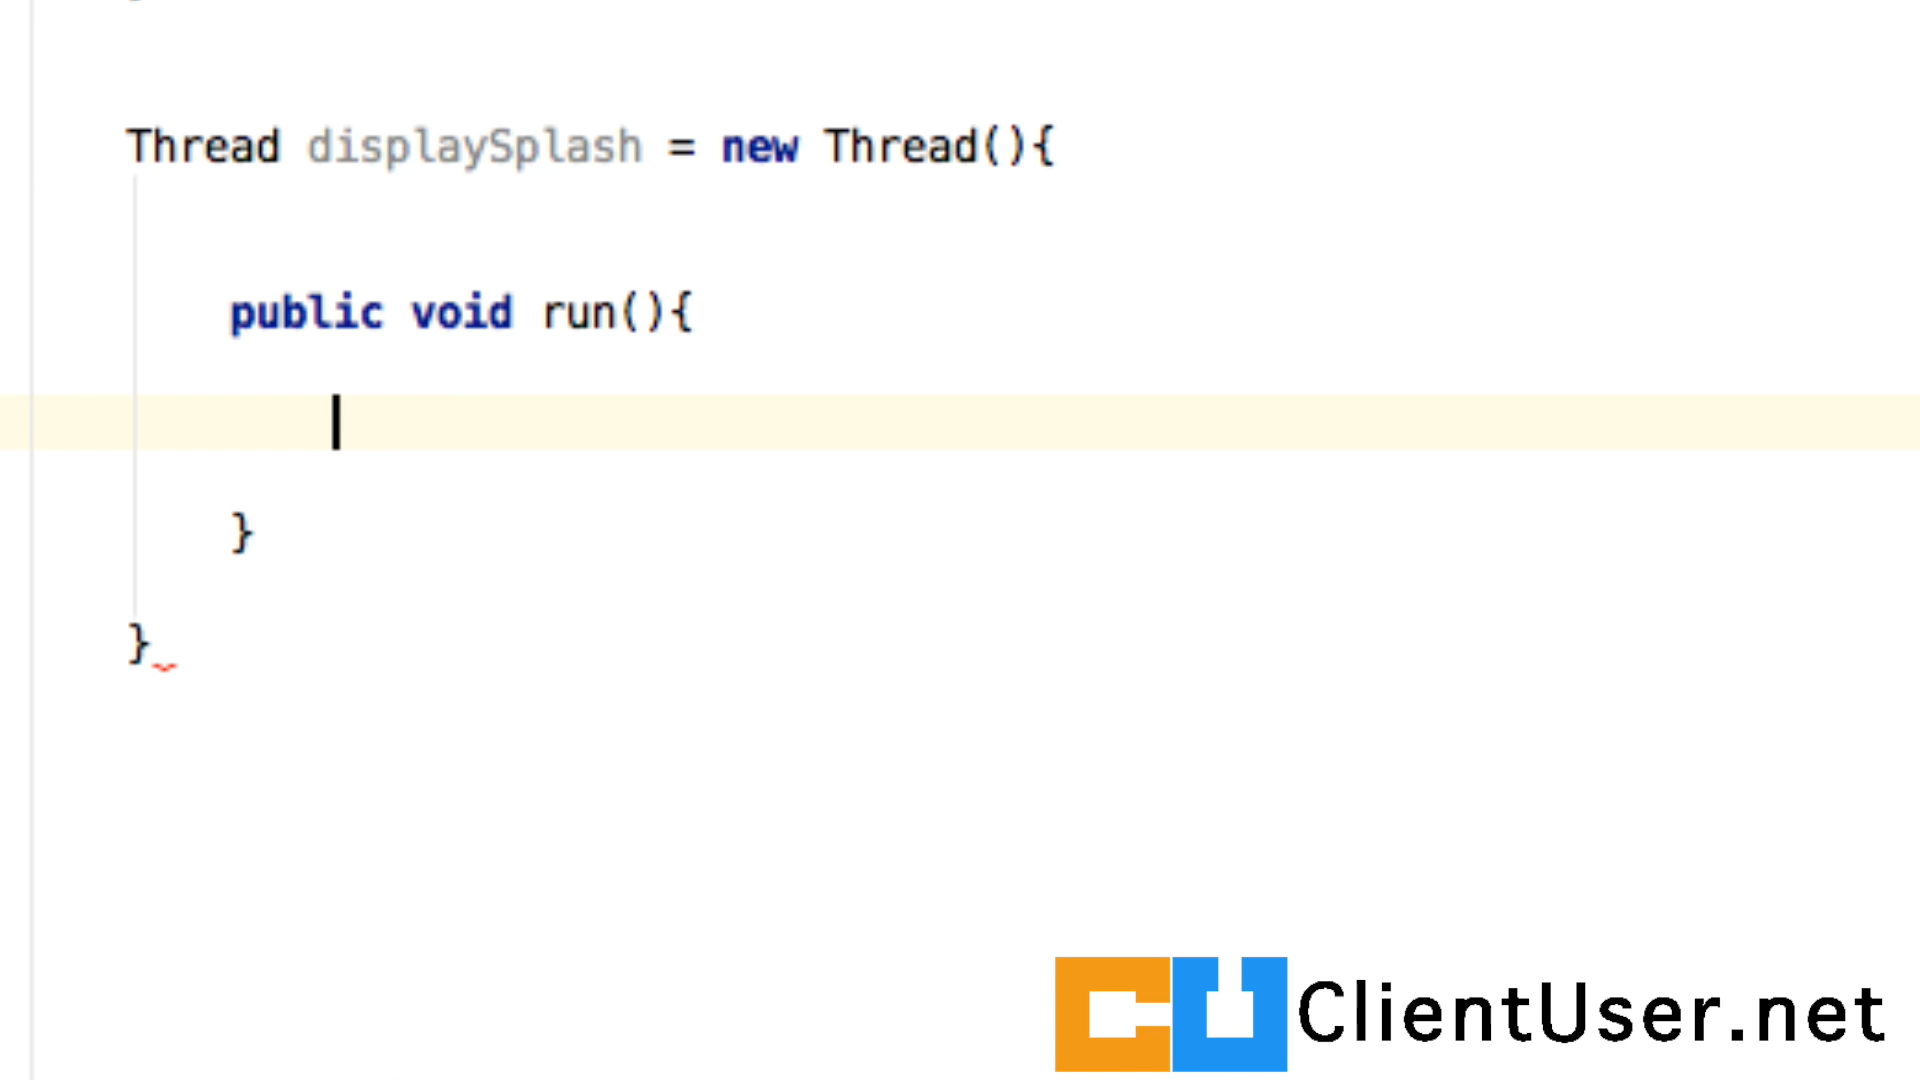 Thread displaySplash = new Thread(){
public void run(){
}
}
ClientUser.net